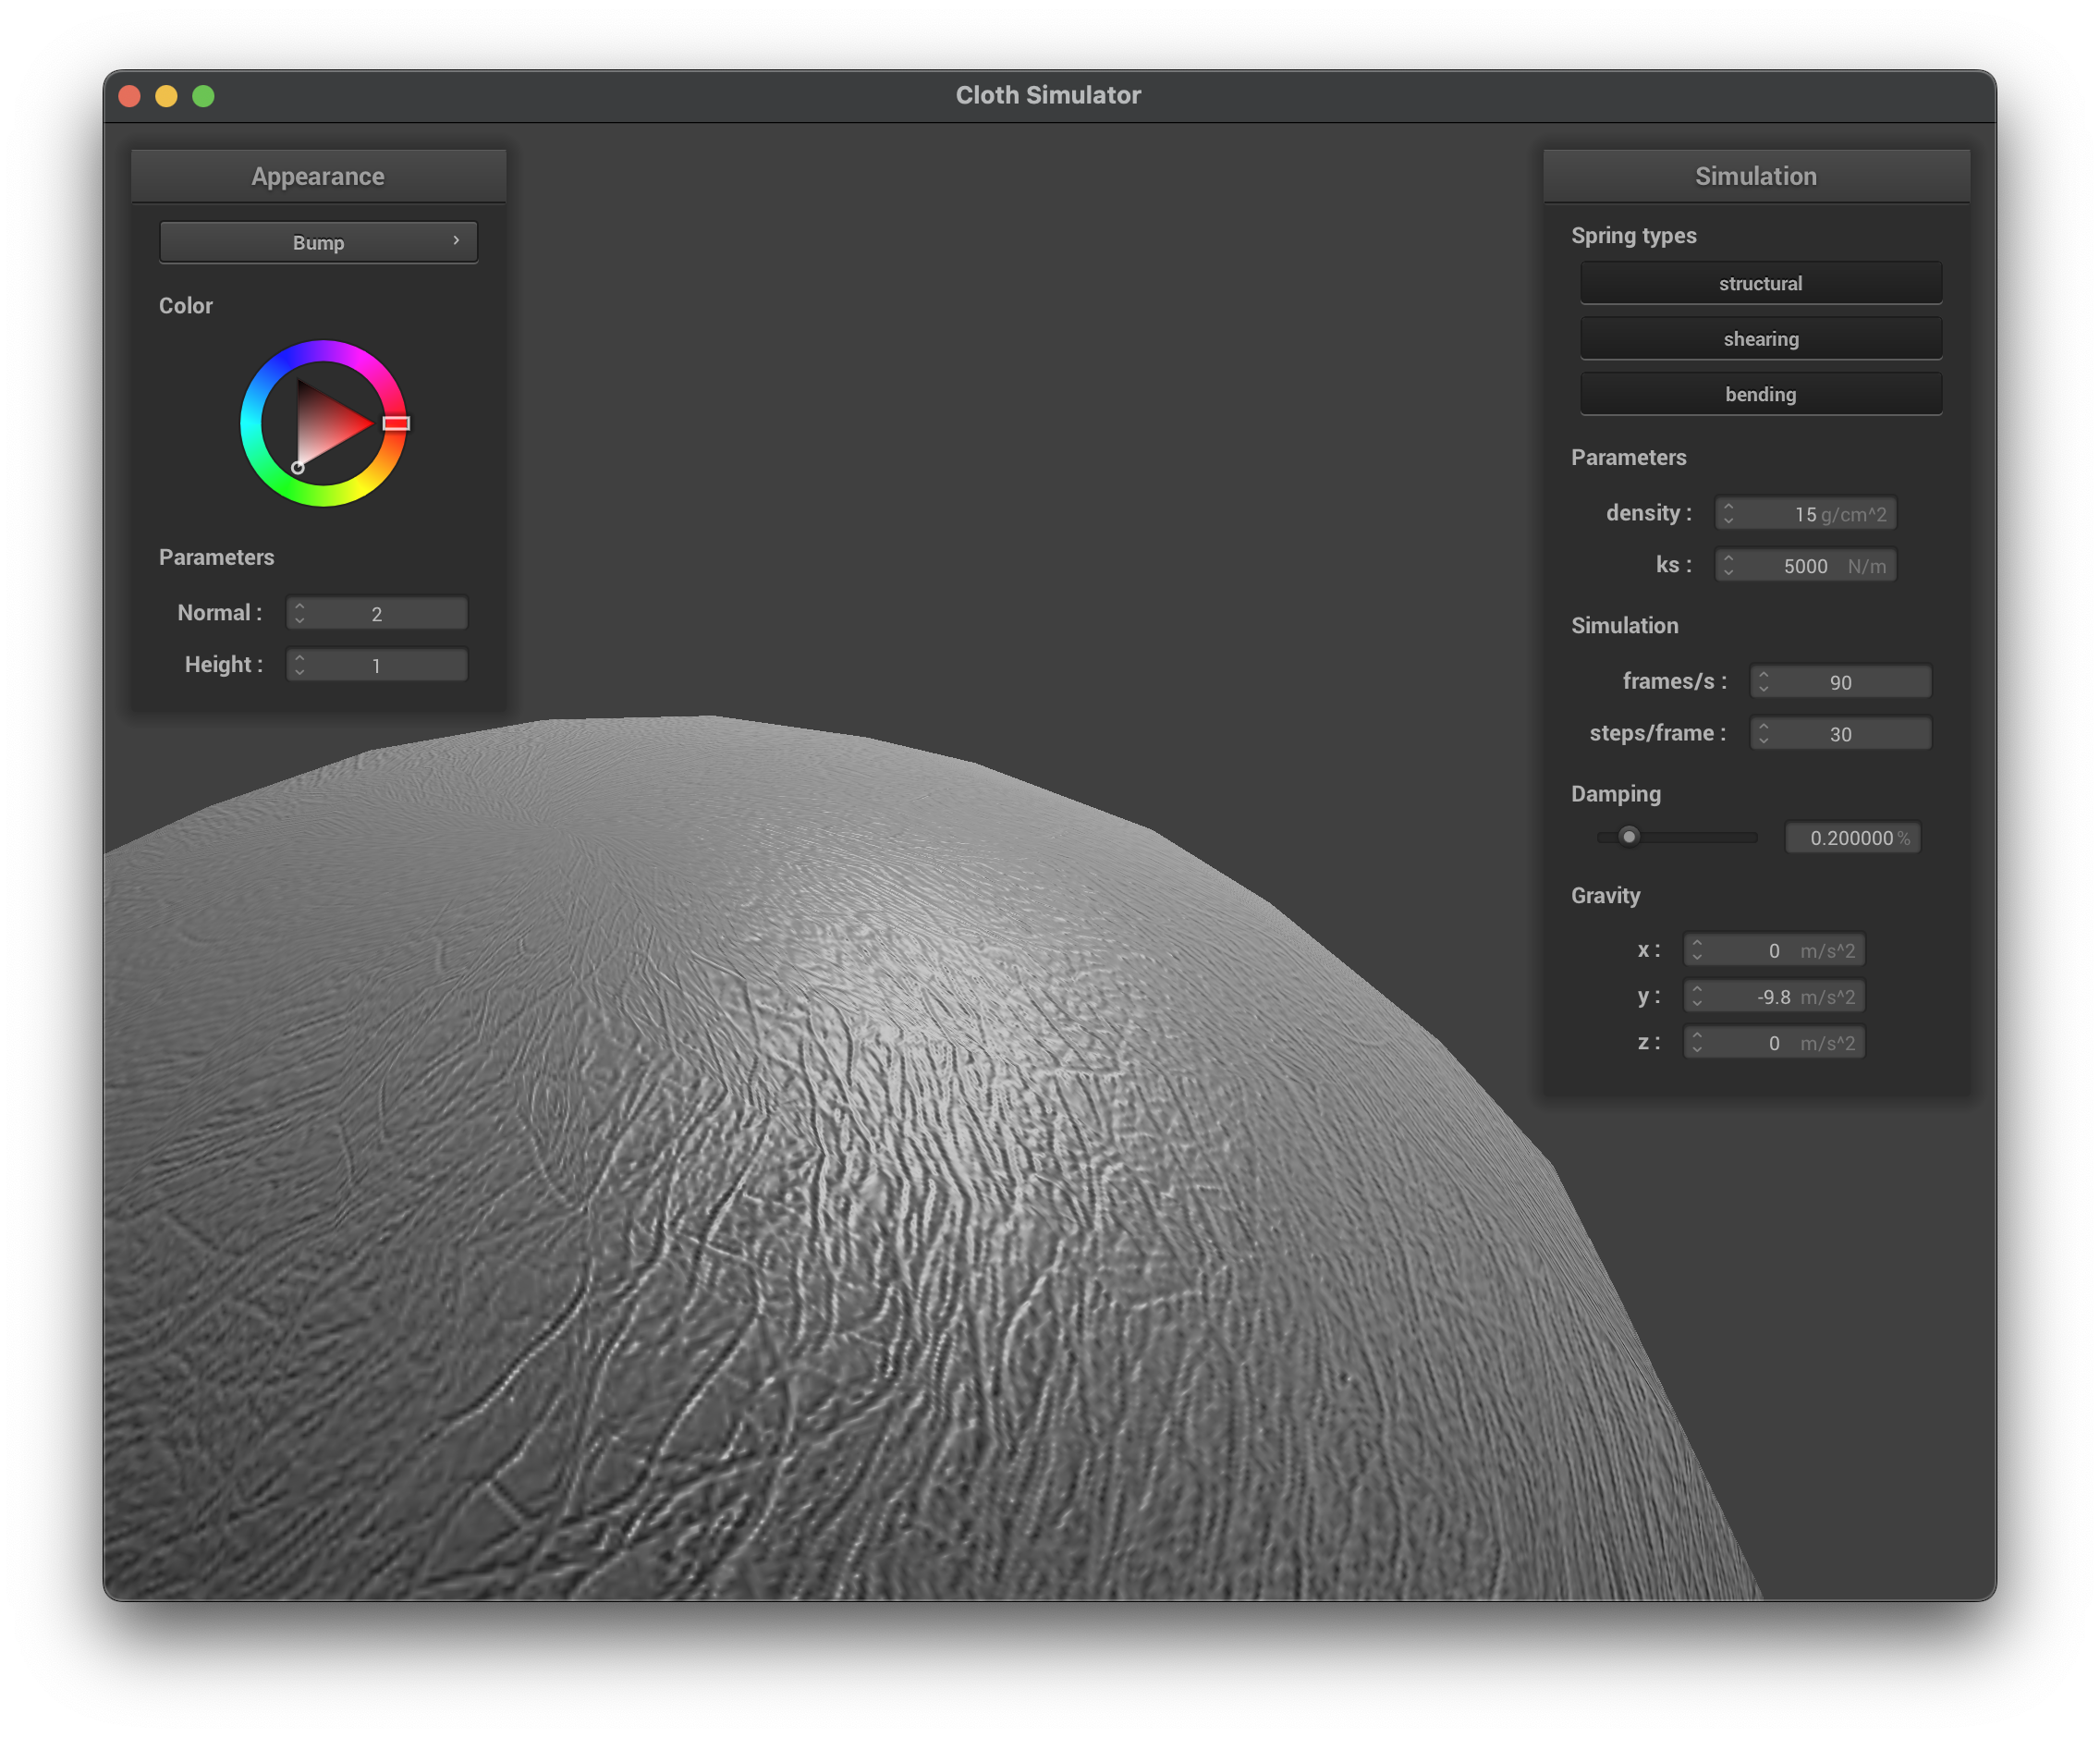 Cloth Simulator
Appearance
Bump
Color
Parameters
Normal : 2
Height : 1
Simulation
Spring types
structural
shearing
bending
Parameters
density : 15 g/cm^2
ks : 5000 N/m
Simulation
frames/s : 90
steps/frame : 30
Damping
0.200000 %
Gravity
x : 0 m/s^2
y : -9.8 m/s^2
z : 0 m/s^2